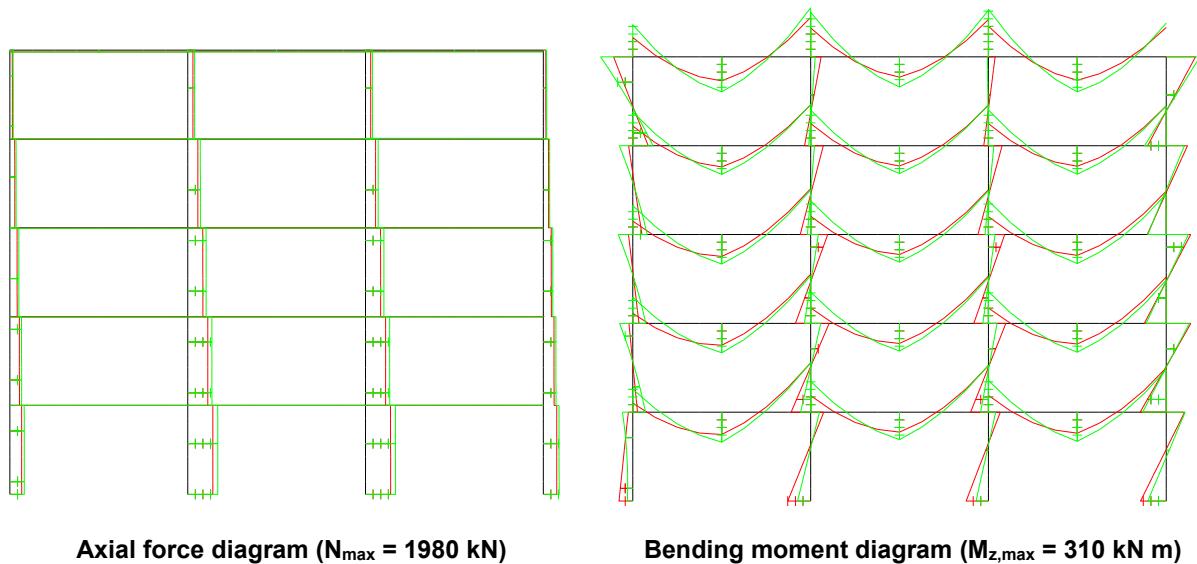 Axial force diagram (Nmax = 1980 kN)
Bending moment diagram (Mz,max = 310 kN m)